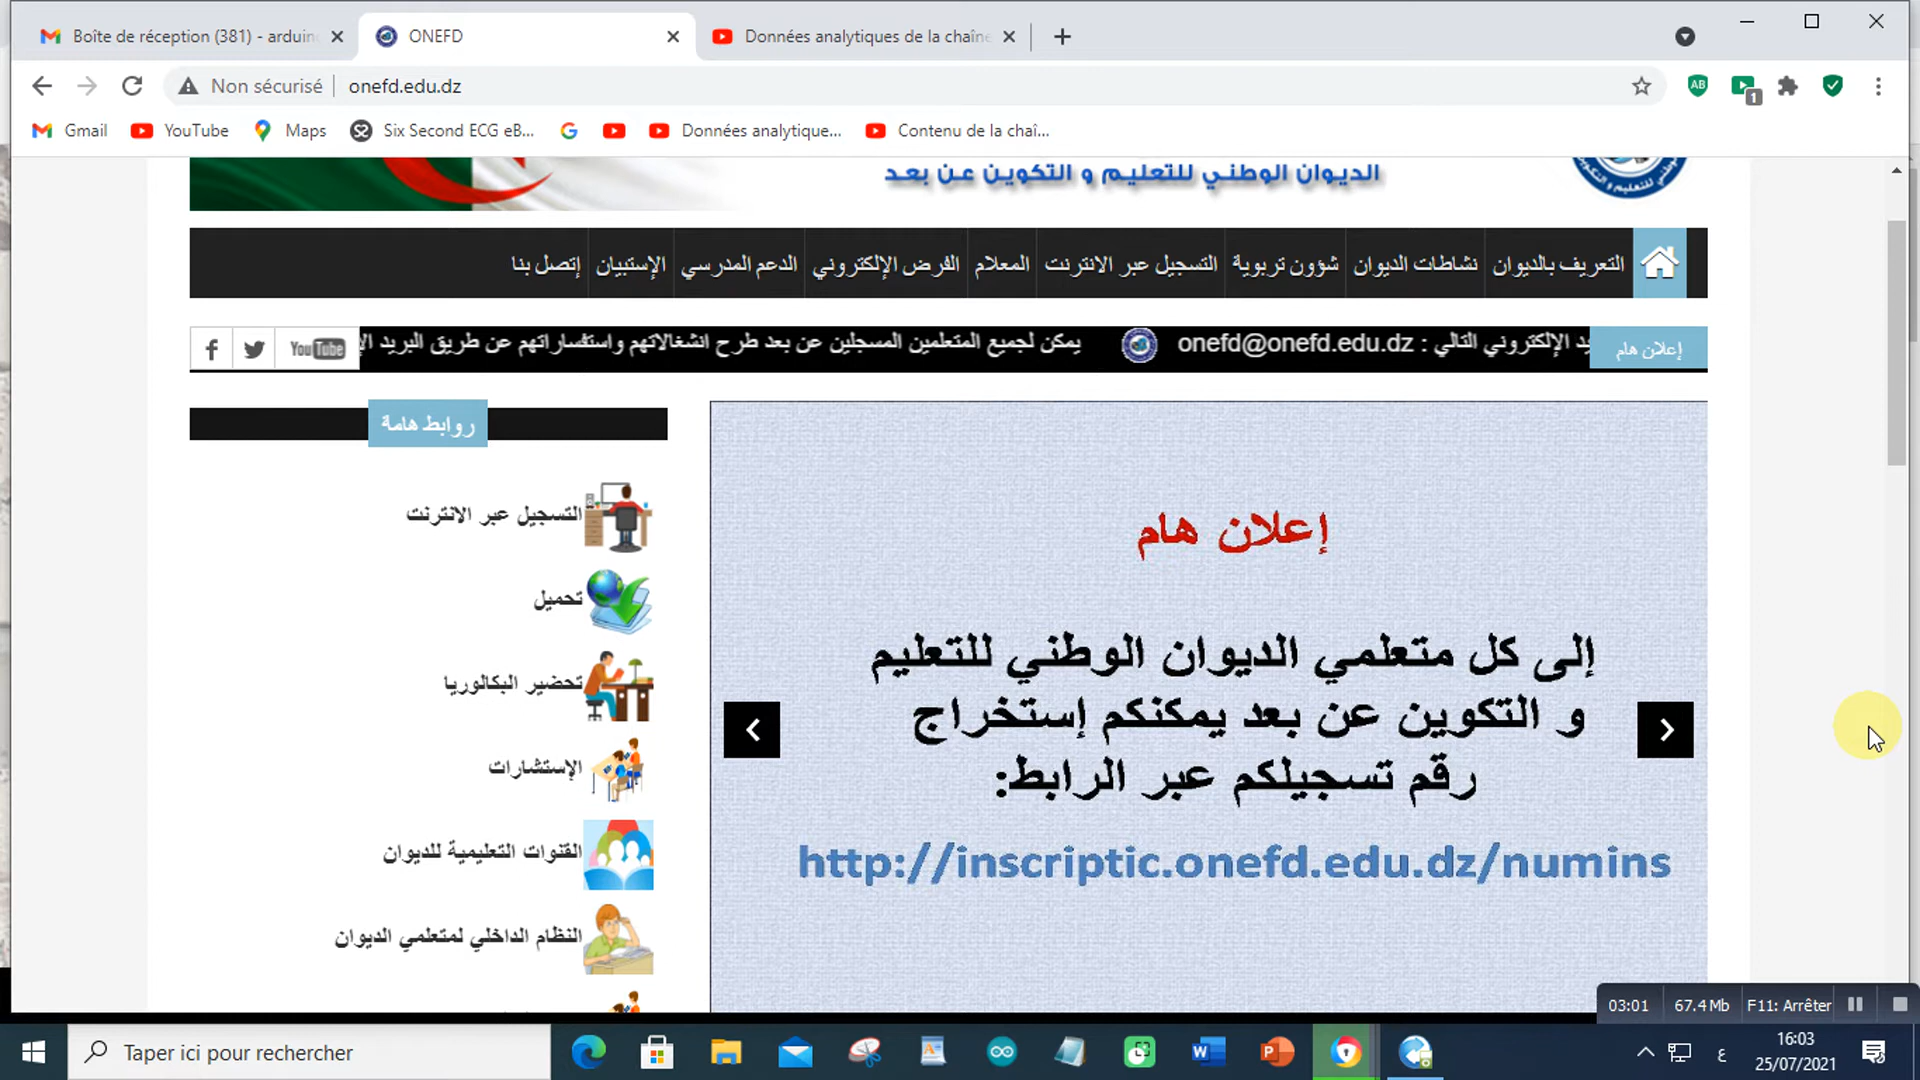 Boîte de réception (381) - arduin
ONEFD
Données analytiques de la chaîne
Non sécurisé
onefd.edu.dz
Gmail
YouTube
Maps
Six Second ECG eB...
Données analytique...
Contenu de la chaî...
الديوان الوطني للتعليم و التكوين عن بعد
التعريف بالديوان
نشاطات الديوان
شؤون تربوية
التسجيل عبر الانترنت
المعلام
الفرض الإلكتروني
الدعم المدرسي
الإستبيان
إتصل بنا
إعلان هام
يد الإلكتروني التالي : onefd@onefd.edu.dz
يمكن لجميع المتعلمين المسجلين عن بعد طرح انشغالاتهم واستفساراتهم عن طريق البريد الإ
You Tube
روابط هامة
التسجيل عبر الانترنت
تحميل
تحضير البكالوريا
الإستشارات
القنوات التعليمية للديوان
النظام الداخلي لمتعلمي الديوان
إعلان هام
إلى كل متعلمي الديوان الوطني للتعليم
و التكوين عن بعد يمكنكم إستخراج
رقم تسجيلكم عبر الرابط:
http://inscriptic.onefd.edu.dz/numins
03:01
67.4 Mb
F11: Arrêter
Taper ici pour rechercher
ع
16:03
25/07/2021